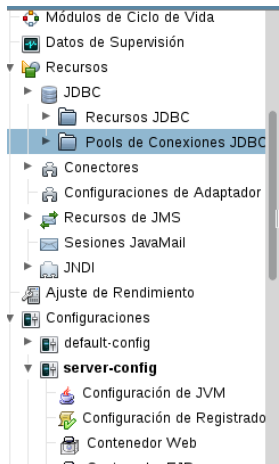 Módulos de Ciclo de Vida
Datos de Supervisión
Recursos
JDBC
Recursos JDBC
Pools de Conexiones JDBC
Conectores
Configuraciones de Adaptador
Recursos de JMS
Sesiones JavaMail
JNDI
Ajuste de Rendimiento
Configuraciones
default-config
server-config
Configuración de JVM
Configuración de Registrado
Contenedor Web